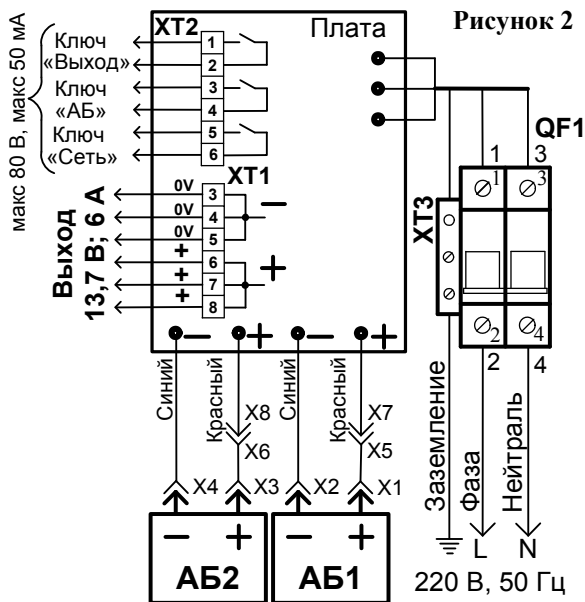 Рисунок 2
XT2
Плата
Ключ
«Выход»
Ключ
«АБ»
Ключ
«Сеть»
макс 80 В, макс 50 мА
1
2
3
4
5
6
XT1
0V 3
0V 4
0V 5
+ 6
+ 7
+ 8
−
+
Выход
13,7 В; 6 А
QF1
1 3
1 3
XT3
2 4
2 4
− + − +
Синий
Красный
Синий
Красный
X8
X6
X7
X5
X4 X3 X2 X1
− + − +
АБ2 АБ1
Заземление
Фаза
Нейтраль
L N
220 В, 50 Гц